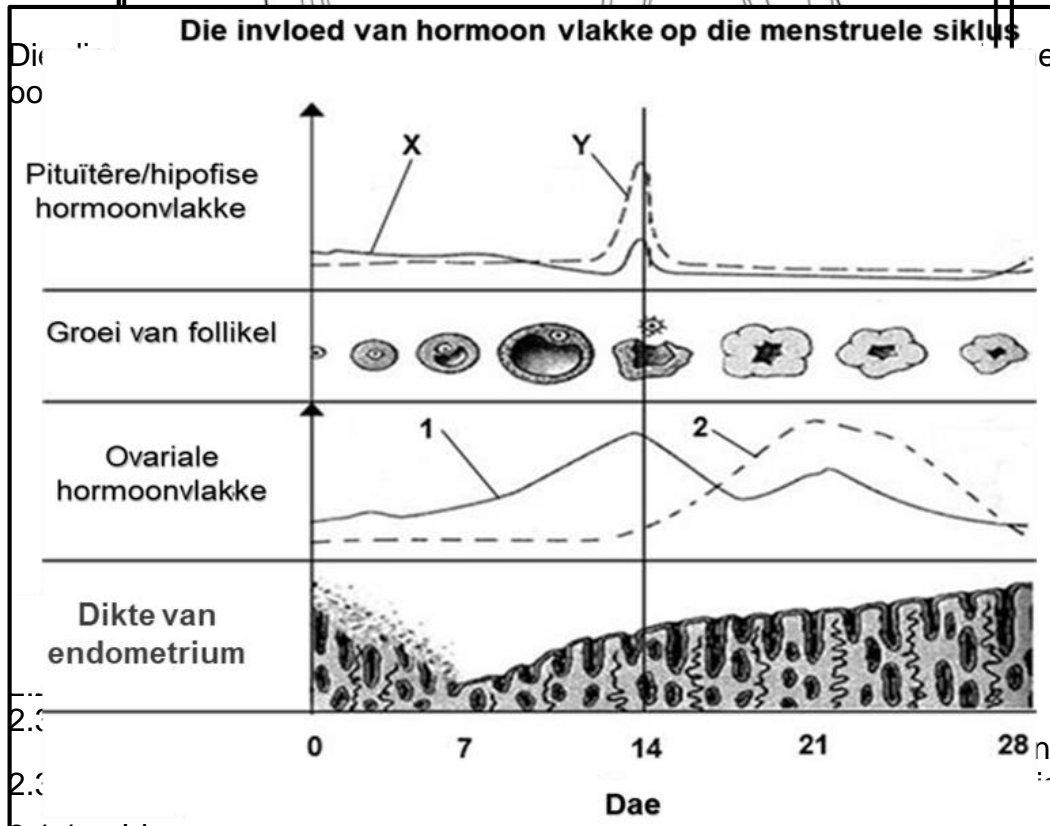 Die invloed van hormoon vlakke op die menstruele siklus
X
Y
Pituïtêre/hipofise
hormoonvlakke
Groei van follikel
1
2
Ovariale
hormoonvlakke
Dikte van
endometrium
0 7 14 21 28
Dae